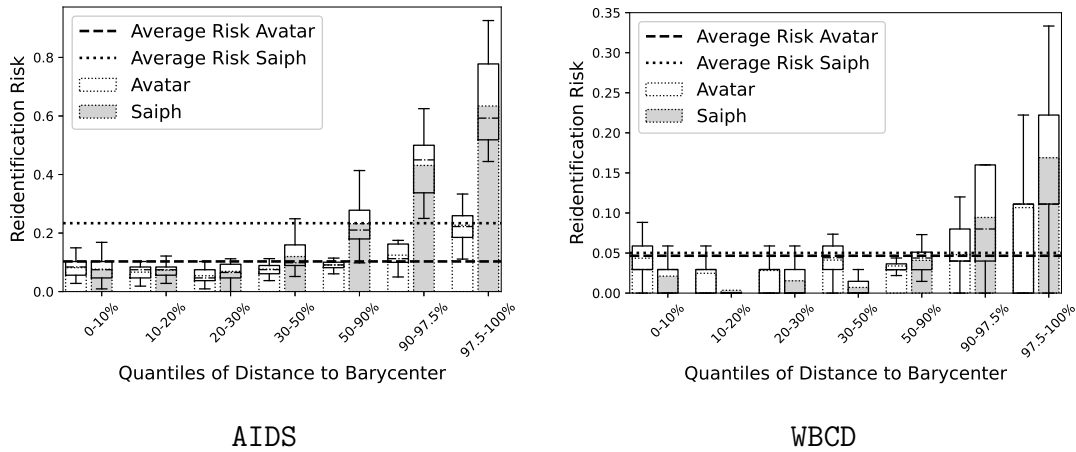 Average Risk Avatar
Average Risk Saiph
Avatar
Saiph
Reidentification Risk
0.8
0.6
0.4
0.2
0.0
0-10%
10-20%
20-30%
30-50%
50-90%
90-97.5%
97.5-100%
Quantiles of Distance to Barycenter
AIDS
Average Risk Avatar
Average Risk Saiph
Avatar
Saiph
Reidentification Risk
0.35
0.30
0.25
0.20
0.15
0.10
0.05
0.00
0-10%
10-20%
20-30%
30-50%
50-90%
90-97.5%
97.5-100%
Quantiles of Distance to Barycenter
WBCD